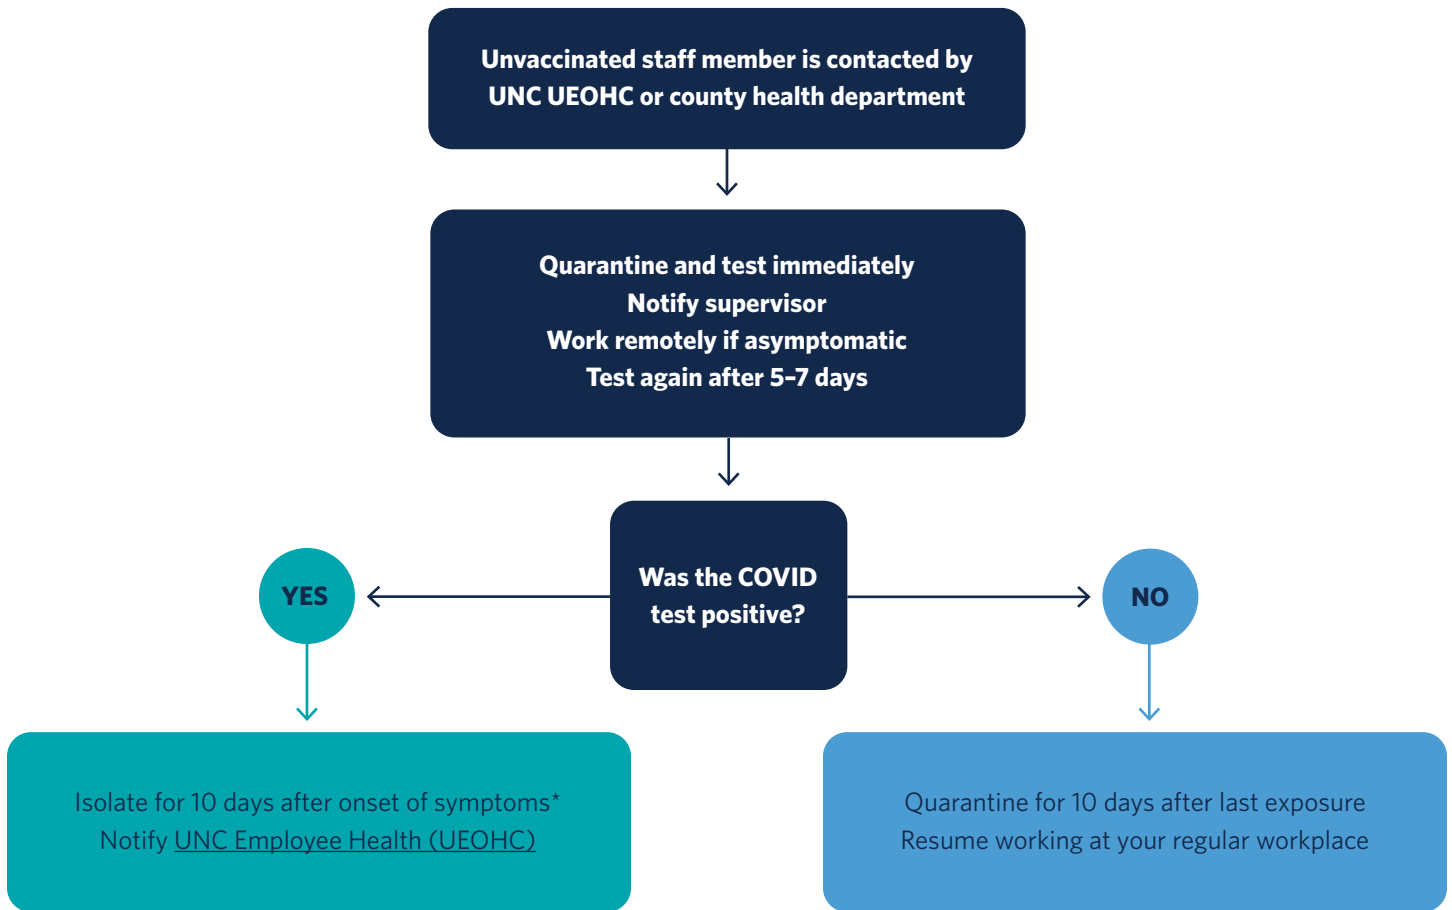 Unvaccinated staff member is contacted by
UNC UEOHC or county health department
Quarantine and test immediately
Notify supervisor
Work remotely if asymptomatic
Test again after 5–7 days
Was the COVID
test positive?
YES
NO
Isolate for 10 days after onset of symptoms*
Notify UNC Employee Health (UEOHC)
Quarantine for 10 days after last exposure
Resume working at your regular workplace